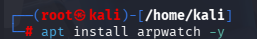 ┌──(root㉿kali)-[/home/kali]
└─# apt install arpwatch -y